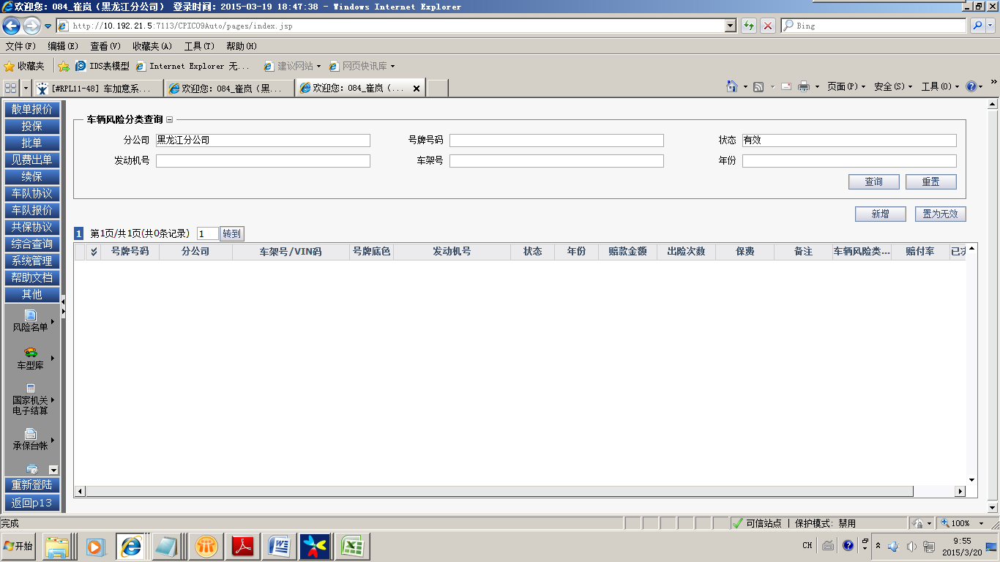 欢迎您: 084_崔岚（黑龙江分公司） 登录时间: 2015-03-19 18:47:38 - Windows Internet Explorer
http://10.192.21.5:7113/CPIC09Auto/pages/index.jsp
Bing
文件(F) 编辑(E) 查看(V) 收藏夹(A) 工具(T) 帮助(H)
收藏夹 IDS表模型 Internet Explorer 无... 建议网站 网页快讯库
[#RPL11-48] 车加意系... 欢迎您: 084_崔岚（黑... 欢迎您: 084_崔岚（... 页面(P) 安全(S) 工具(O)
散单报价
投保
批单
见费出单
续保
车队协议
车队报价
共保协议
综合查询
系统管理
帮助文档
其他
风险名单
车型库
国家机关
电子结算
承保台帐
重新登陆
返回p13
车辆风险分类查询
分公司 黑龙江分公司 号牌号码 状态 有效
发动机号 车架号 年份
查询 重置
新增 置为无效
1 第1页/共1页(共0条记录) 1 转到
号牌号码 分公司 车架号/VIN码 号牌底色 发动机号 状态 年份 赔款金额 出险次数 保费 备注 车辆风险类... 赔付率
完成 可信站点 | 保护模式: 禁用 100%
开始 CH 9:55
2015/3/20